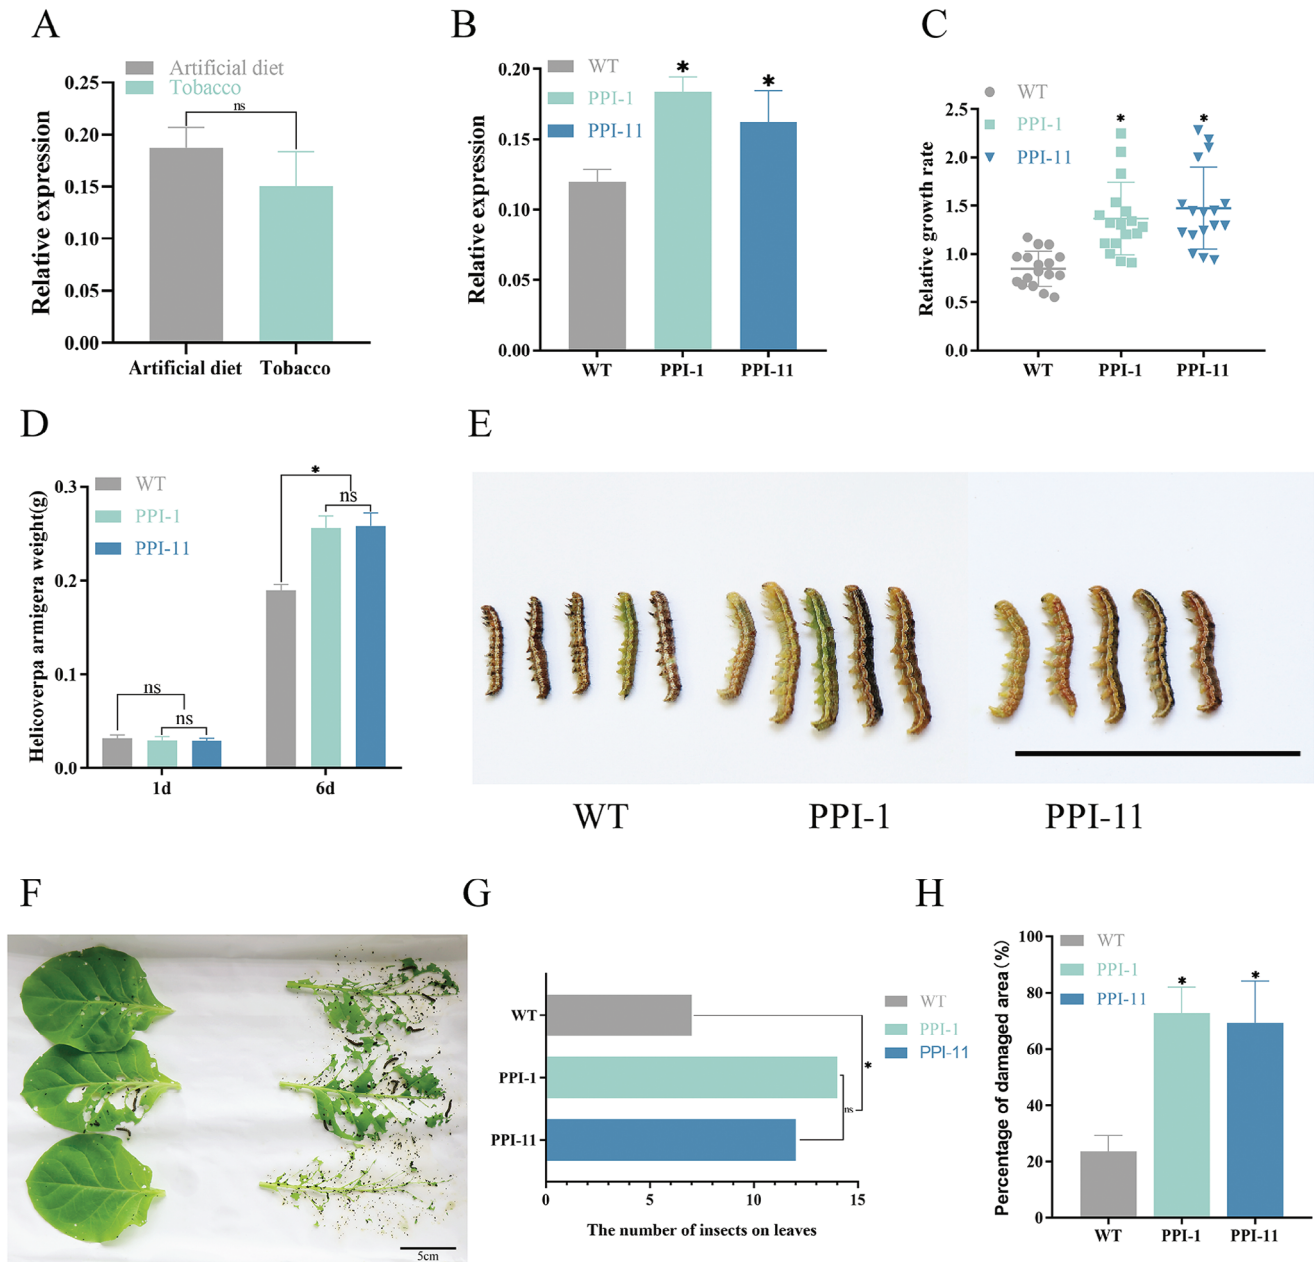 A
Artificial diet
Tobacco
Relative expression
0.25
0.20
0.15
0.10
0.05
0.00
ns
Artificial diet
Tobacco
B
WT
PPI-1
PPI-11
Relative expression
0.20
0.15
0.10
0.05
0.00
*
*
WT
PPI-1
PPI-11
C
WT
PPI-1
PPI-11
Relative growth rate
2.5
2.0
1.5
1.0
0.5
0.0
*
*
WT
PPI-1
PPI-11
D
WT
PPI-1
PPI-11
Helicoverpa armigera weight(g)
0.3
0.2
0.1
0.0
*
ns
ns
ns
1d
6d
E
WT
PPI-1
PPI-11
F
5cm
G
WT
PPI-1
PPI-11
WT
PPI-1
PPI-11
*
ns
0
5
10
15
The number of insects on leaves
H
WT
PPI-1
PPI-11
Percentage of damaged area(%)
100
80
60
40
20
0
*
*
WT
PPI-1
PPI-11